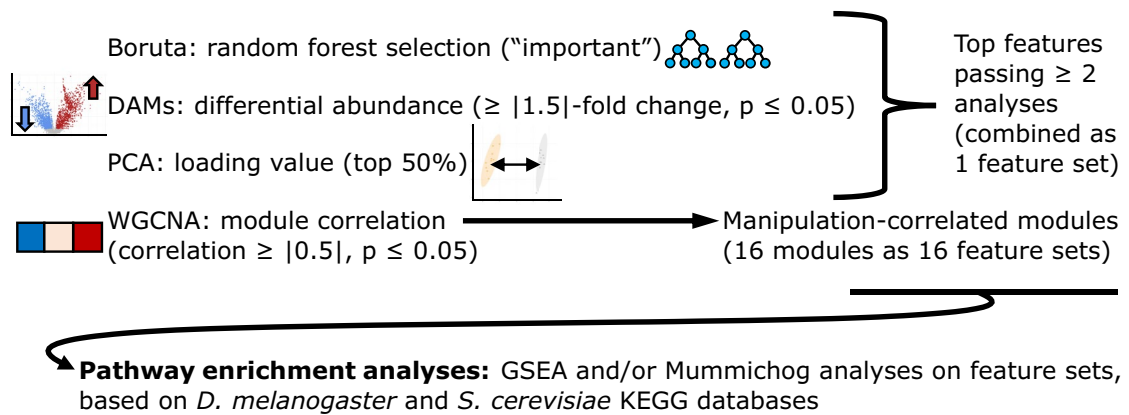 Boruta: random forest selection (“important”)
DAMs: differential abundance (≥ |1.5|-fold change, p ≤ 0.05)
PCA: loading value (top 50%)
Top features
passing ≥ 2
analyses
(combined as
1 feature set)
WGCNA: module correlation
(correlation ≥ |0.5|, p ≤ 0.05)
Manipulation-correlated modules
(16 modules as 16 feature sets)
Pathway enrichment analyses: GSEA and/or Mummichog analyses on feature sets,
based on D. melanogaster and S. cerevisiae KEGG databases